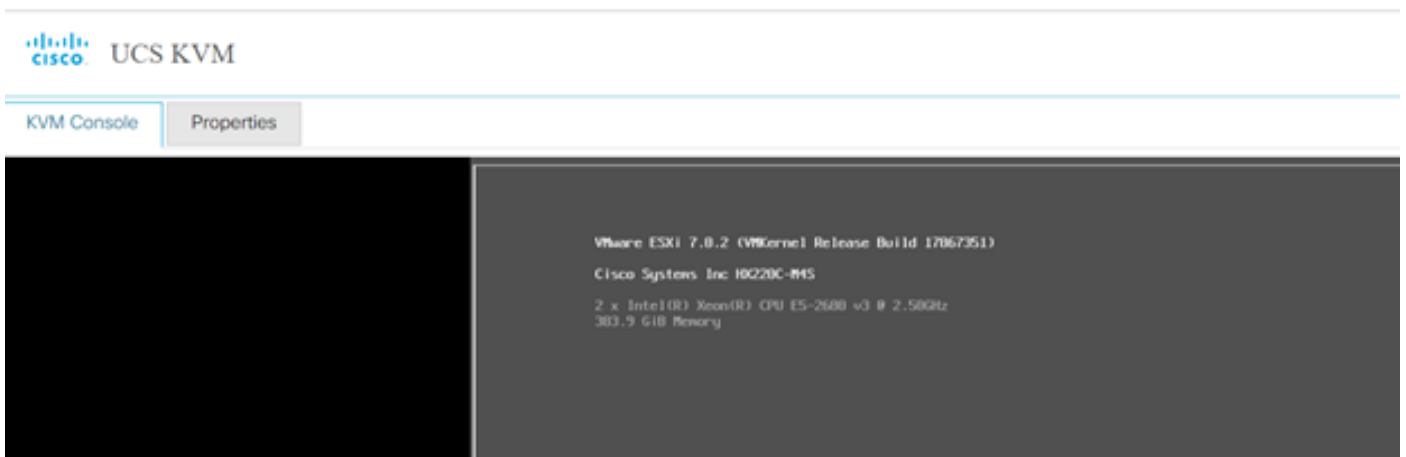 cisco
UCS KVM
KVM Console
Properties
VMware ESXi 7.0.2 (VMKernel Release Build 17867351)
Cisco Systems Inc HX220C-M4S
2 x Intel(R) Xeon(R) CPU E5-2680 v3 @ 2.50GHz
383.9 GiB Memory